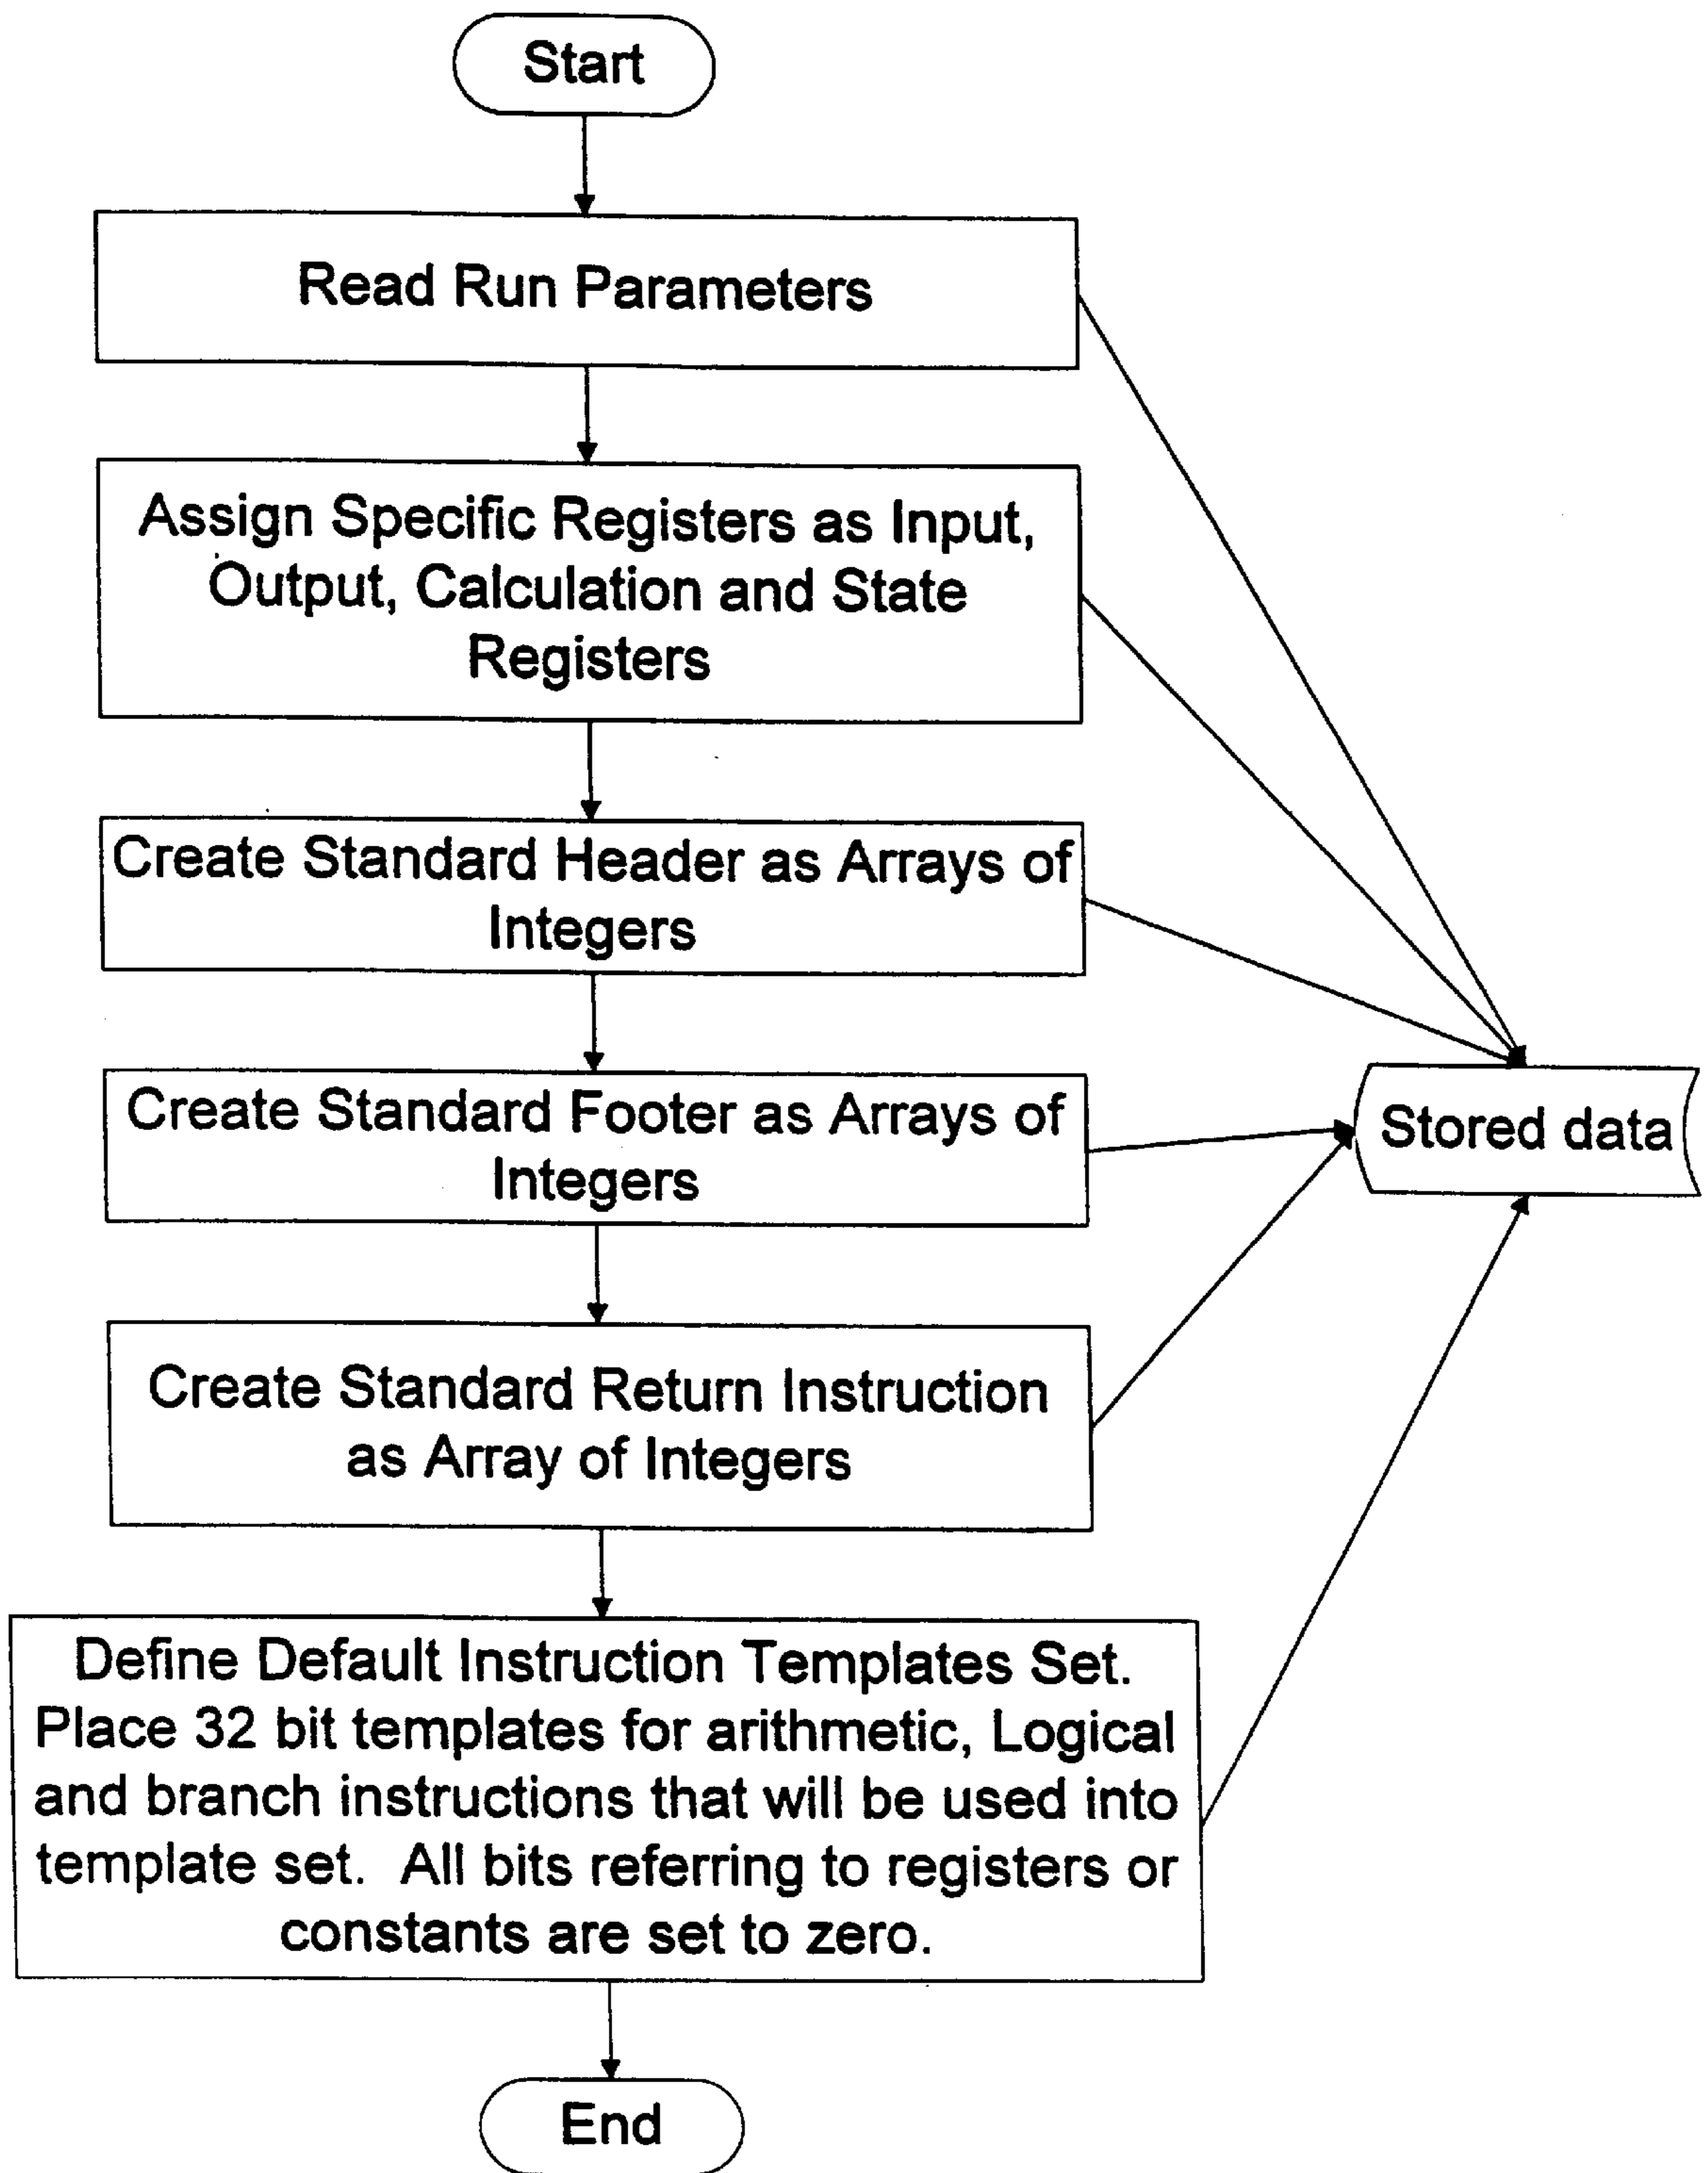 Start
Read Run Parameters
Assign Specific Registers as Input,
Output, Calculation and State
Registers
Create Standard Header as Arrays of
Integers
Create Standard Footer as Arrays of
Integers
Stored data
Create Standard Return Instruction
as Array of Integers
Define Default Instruction Templates Set.
Place 32 bit templates for arithmetic, Logical
and branch instructions that will be used into
template set.  All bits referring to registers or
constants are set to zero.
End